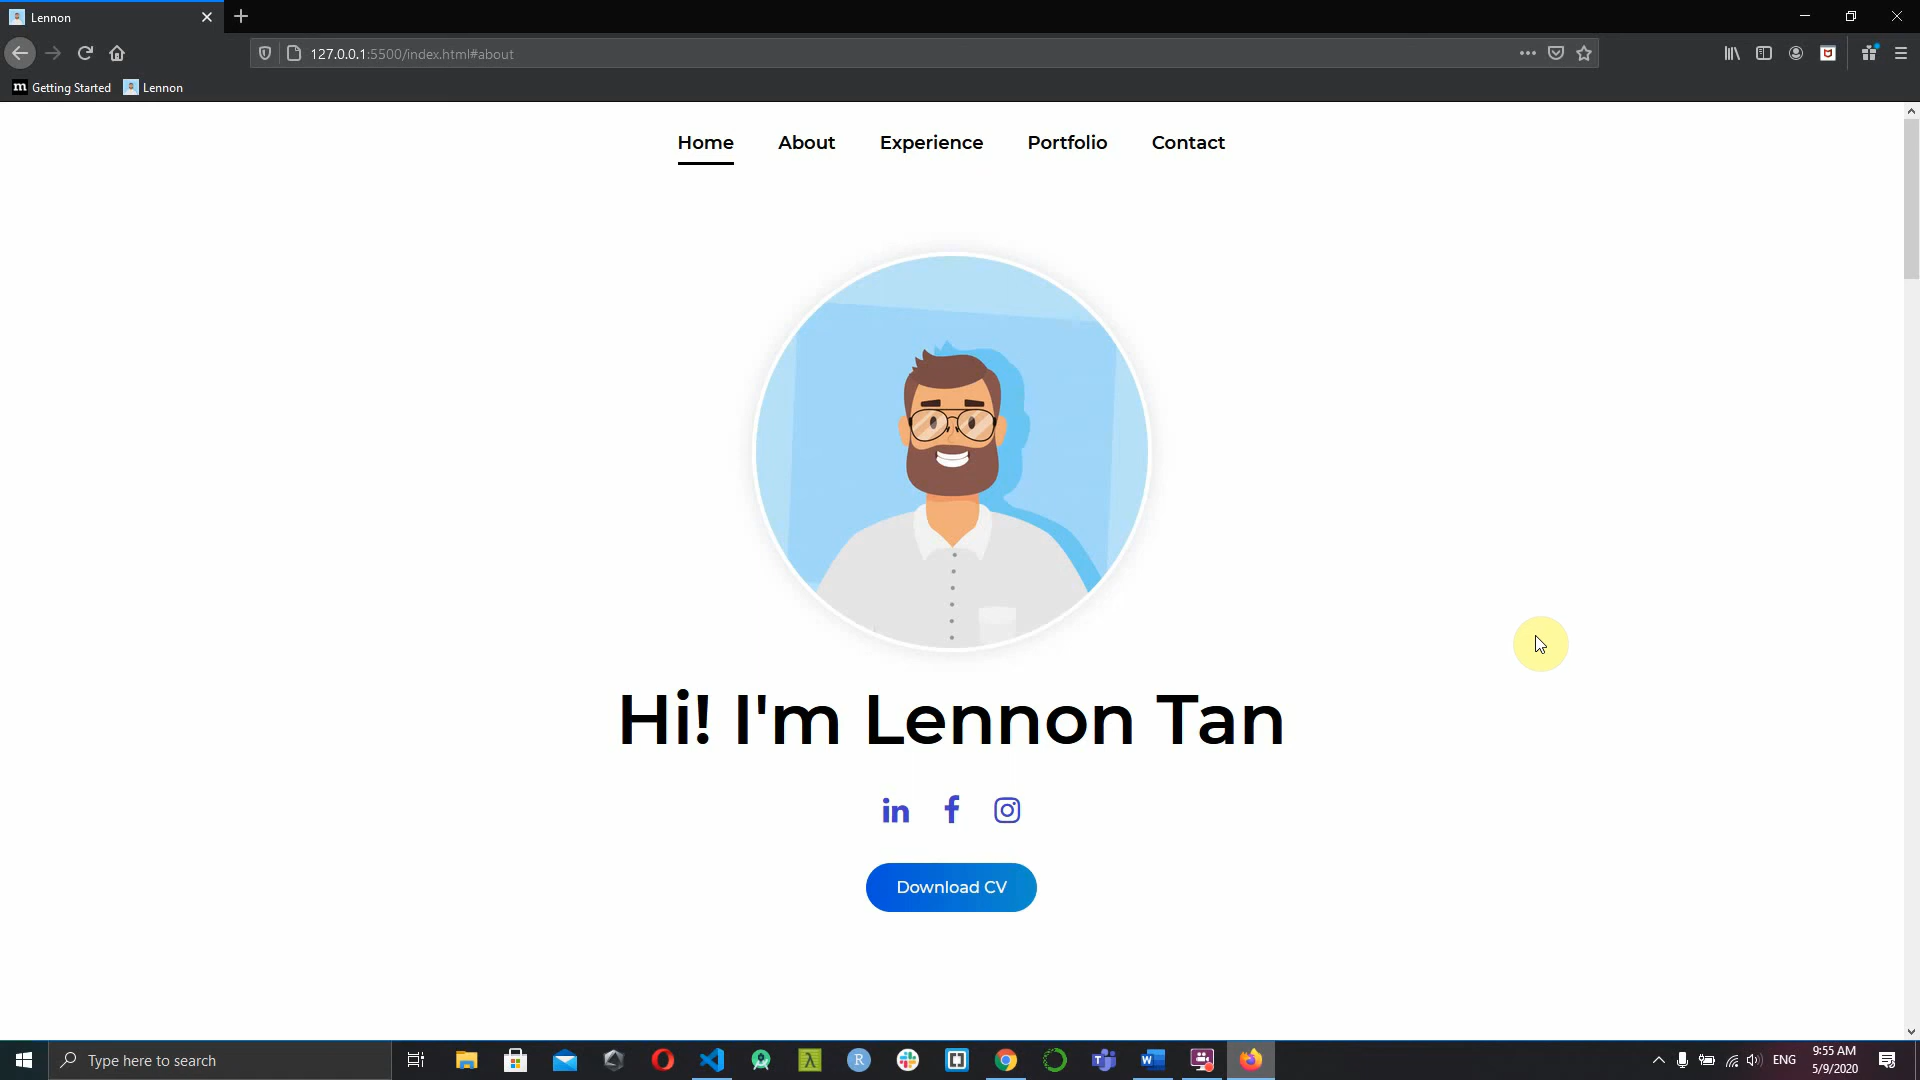 Lennon
127.0.0.1:5500/index.html#about
m Getting Started Lennon
Home About Experience Portfolio Contact
Hi! I'm Lennon Tan
in f
Download CV
Type here to search
ENG
9:55 AM
5/9/2020